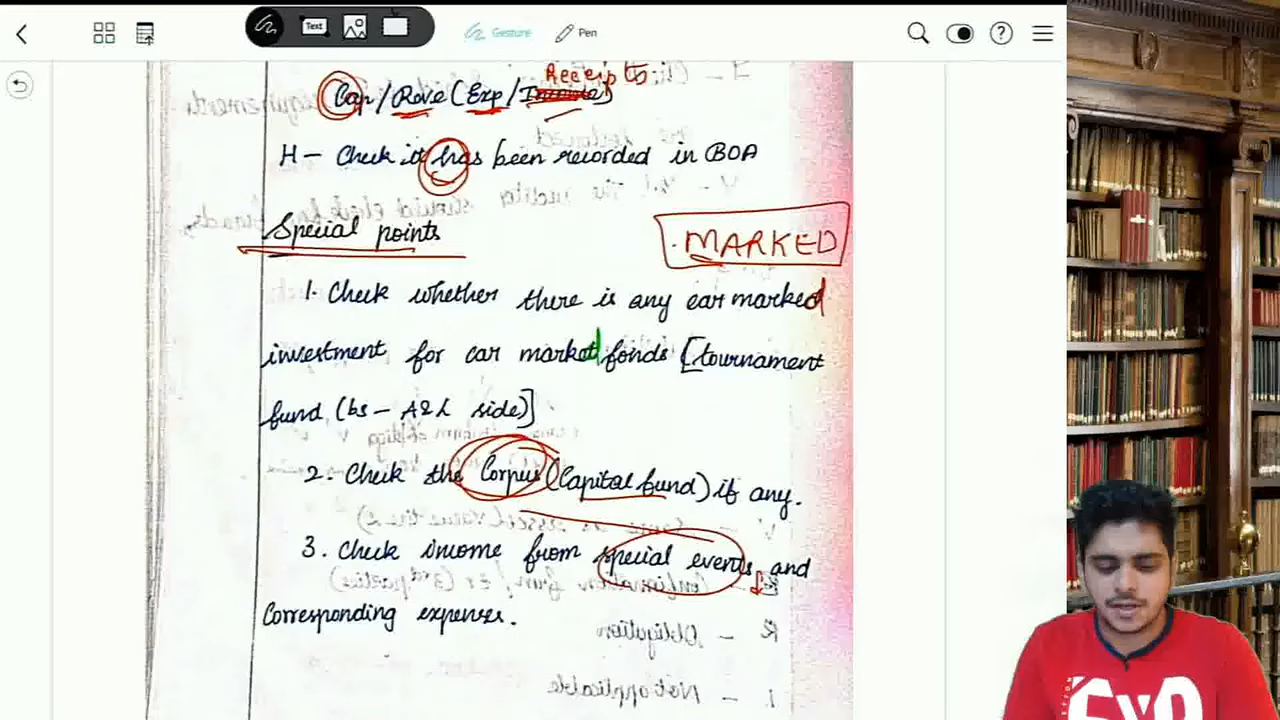 Text
Gesture
Pen
Receipts
Cap/Reve (Exp/
H - Check it has been recorded in BOA
Special points
MARKED
1. Check whether there is any ear marked
investment for ear marked fonds [tournament
fund (bs - A&L side)]
2. Check the Corpus (Capital fund) if any.
3. Check income from special events and
Corresponding expenses.